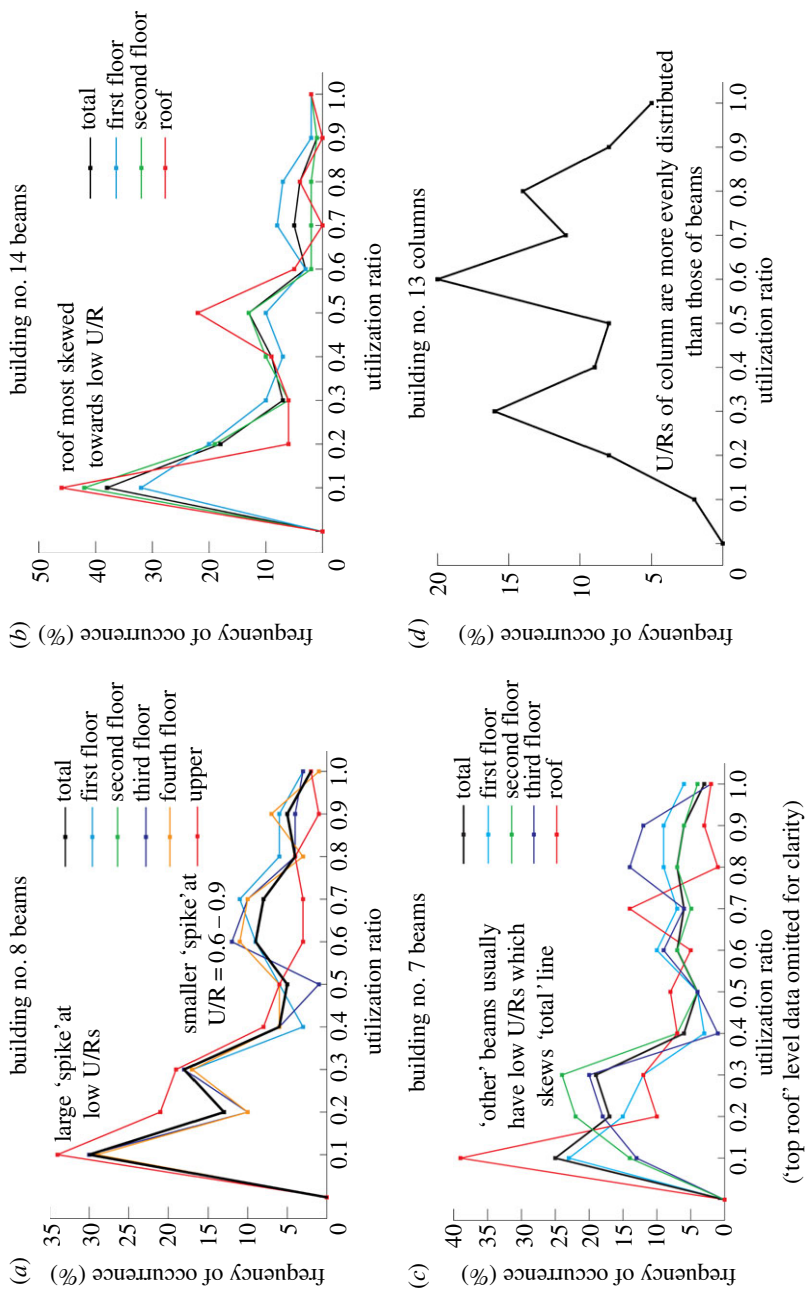 (a)
building no. 8 beams
35
30
25
20
15
10
5
0
frequency of occurrence
(%)
large 'spike' at
low U/Rs
smaller 'spike' at
U/R = 0.6 – 0.9
total
first floor
second floor
third floor
fourth floor
upper
0.1 0.2 0.3 0.4 0.5 0.6 0.7 0.8 0.9 1.0
utilization ratio
(b)
building no. 14 beams
50
40
30
20
10
0
frequency of occurrence
(%)
roof most skewed
towards low U/R
total
first floor
second floor
roof
0.1 0.2 0.3 0.4 0.5 0.6 0.7 0.8 0.9 1.0
utilization ratio
(c)
building no. 7 beams
40
35
30
25
20
15
10
5
0
frequency of occurrence
(%)
'other' beams usually
have low U/Rs which
skews 'total' line
total
first floor
second floor
third floor
roof
0.1 0.2 0.3 0.4 0.5 0.6 0.7 0.8 0.9 1.0
utilization ratio
('top roof' level data omitted for clarity)
(d)
building no. 13 columns
20
15
10
5
0
frequency of occurrence
(%)
U/Rs of column are more evenly distributed
than those of beams
0.1 0.2 0.3 0.4 0.5 0.6 0.7 0.8 0.9 1.0
utilization ratio